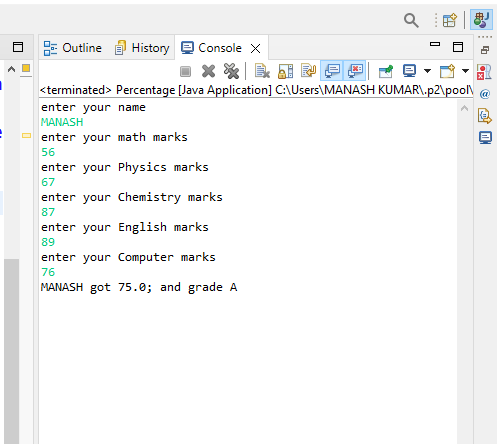 Outline History Console
<terminated> Percentage [Java Application] C:\Users\MANASH KUMAR\.p2\pool\
enter your name
MANASH
enter your math marks
56
enter your Physics marks
67
enter your Chemistry marks
87
enter your English marks
89
enter your Computer marks
76
MANASH got 75.0; and grade A